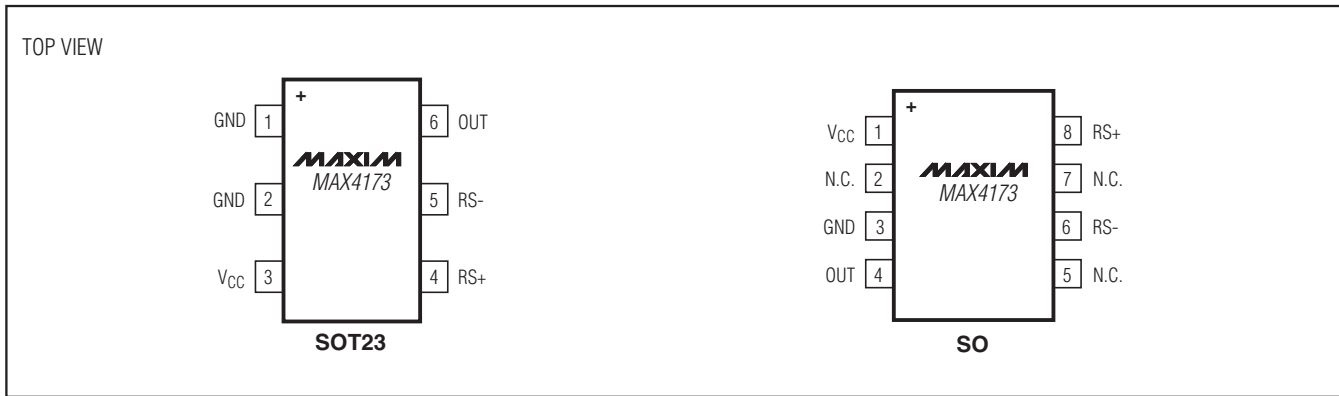 TOP VIEW
+
GND 1
6 OUT
MAXIM
MAX4173
GND 2
5 RS-
VCC 3
4 RS+
SOT23
+
VCC 1
8 RS+
N.C. 2
MAXIM
MAX4173
7 N.C.
GND 3
6 RS-
OUT 4
5 N.C.
SO